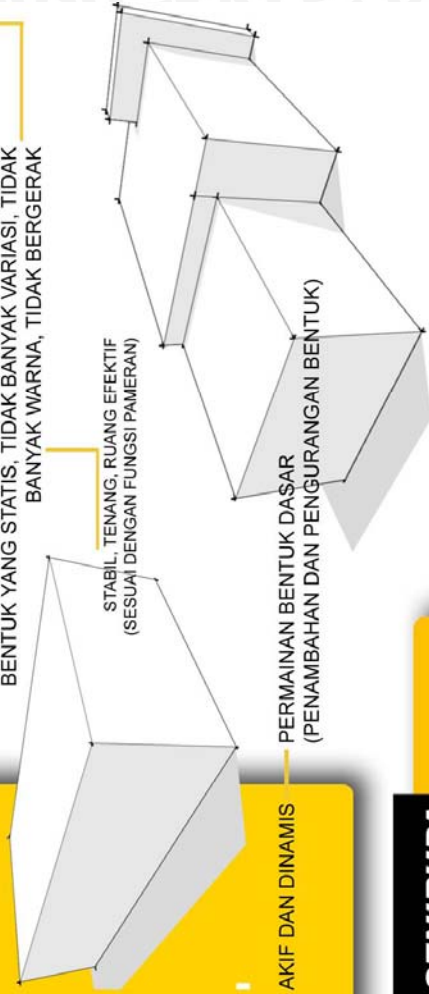 BENTUK YANG STATIS, TIDAK BANYAK VARIASI, TIDAK
BANYAK WARNA, TIDAK BERGERAK
STABIL, TENANG, RUANG EFEKTIF
(SESUAI DENGAN FUNGSI PAMERAN)
AKIF DAN DINAMIS
PERMAINAN BENTUK DASAR
(PENAMBAHAN DAN PENGURANGAN BENTUK)